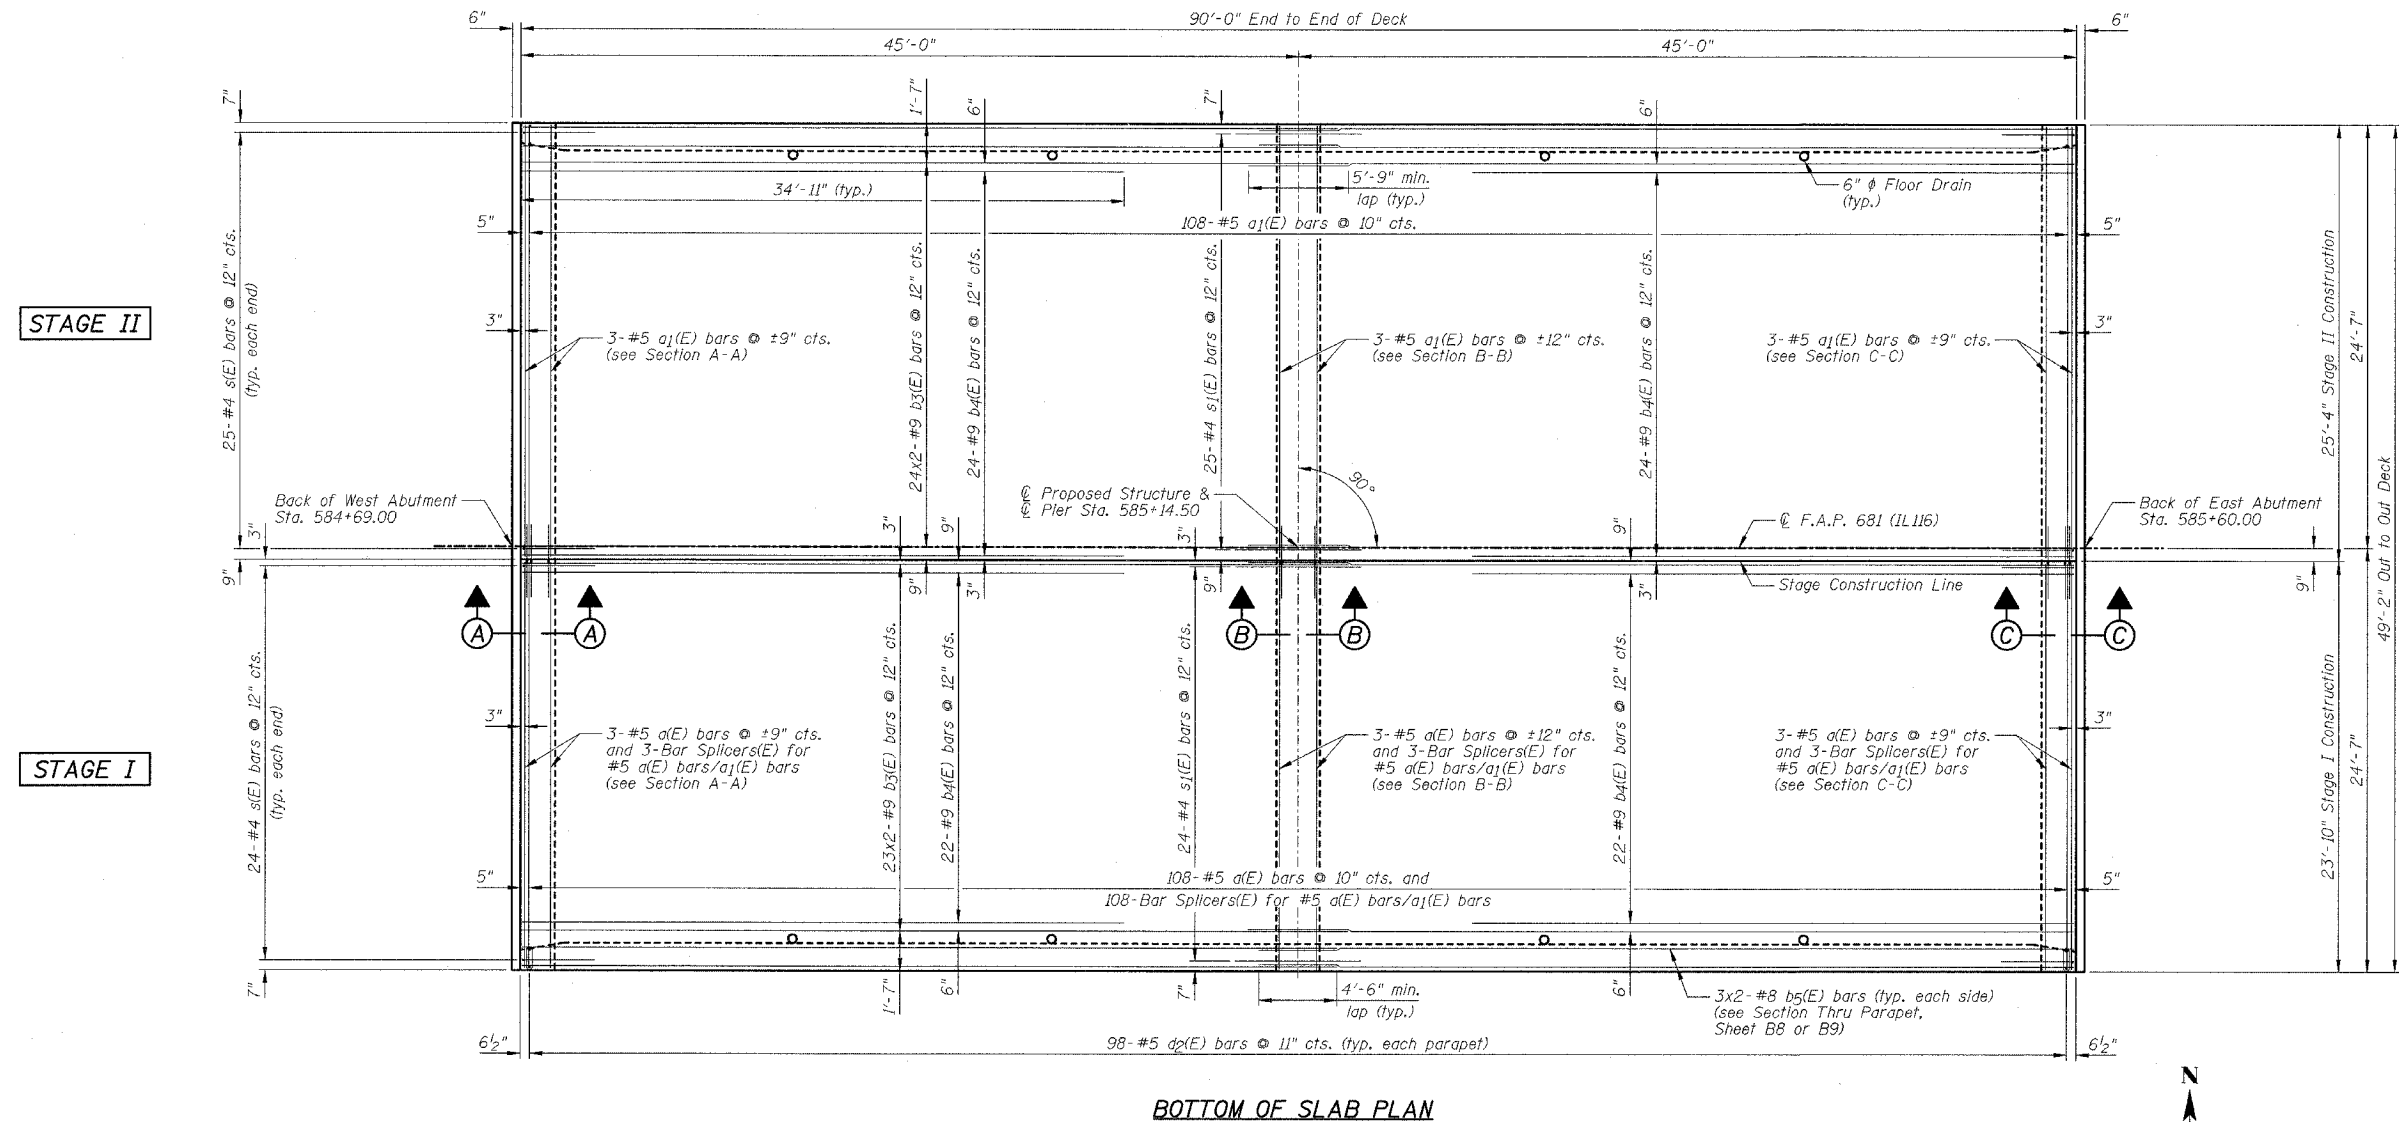 6"
90'-0" End to End of Deck
6"
45'-0"
45'-0"
7"
1'-7"
6"
7"
6"
34'-11" (typ.)
5'-9" min.
lap (typ.)
6" ϕ Floor Drain
(typ.)
5"
108-#5 a1(E) bars @ 10" cts.
5"
STAGE II
25-#4 s(E) bars @ 12" cts.
(typ. each end)
3"
3-#5 a1(E) bars @ ±9" cts.
(see Section A-A)
24x2-#9 b3(E) bars @ 12" cts.
24-#9 b4(E) bars @ 12" cts.
25-#4 s1(E) bars @ 12" cts.
3-#5 a1(E) bars @ ±12" cts.
(see Section B-B)
24-#9 b4(E) bars @ 12" cts.
3-#5 a1(E) bars @ ±9" cts.
(see Section C-C)
3"
25'-4" Stage II Construction
24'-7"
49'-2" Out to Out Deck
Back of West Abutment
Sta. 584+69.00
℄ Proposed Structure &
℄ Pier Sta. 585+14.50
90°
℄ F.A.P. 681 (IL116)
Back of East Abutment
Sta. 585+60.00
3"
9"
3"
9"
9"
3"
3"
9"
9"
3"
Stage Construction Line
9"
A
A
B
B
C
C
STAGE I
24-#4 s(E) bars @ 12" cts.
(typ. each end)
3"
3-#5 a(E) bars @ ±9" cts.
and 3-Bar Splicers(E) for
#5 a(E) bars/a1(E) bars
(see Section A-A)
23x2-#9 b3(E) bars @ 12" cts.
22-#9 b4(E) bars @ 12" cts.
24-#4 s1(E) bars @ 12" cts.
3-#5 a(E) bars @ ±12" cts.
and 3-Bar Splicers(E) for
#5 a(E) bars/a1(E) bars
(see Section B-B)
22-#9 b4(E) bars @ 12" cts.
3-#5 a(E) bars @ ±9" cts.
and 3-Bar Splicers(E) for
#5 a(E) bars/a1(E) bars
(see Section C-C)
3"
23'-10" Stage I Construction
24'-7"
5"
108-#5 a(E) bars @ 10" cts. and
108-Bar Splicers(E) for #5 a(E) bars/a1(E) bars
5"
7"
1'-7"
6"
7"
4'-6" min.
lap (typ.)
6"
3x2-#8 b5(E) bars (typ. each side)
(see Section Thru Parapet,
Sheet B8 or B9)
6½"
98-#5 d2(E) bars @ 11" cts. (typ. each parapet)
6½"
BOTTOM OF SLAB PLAN
N